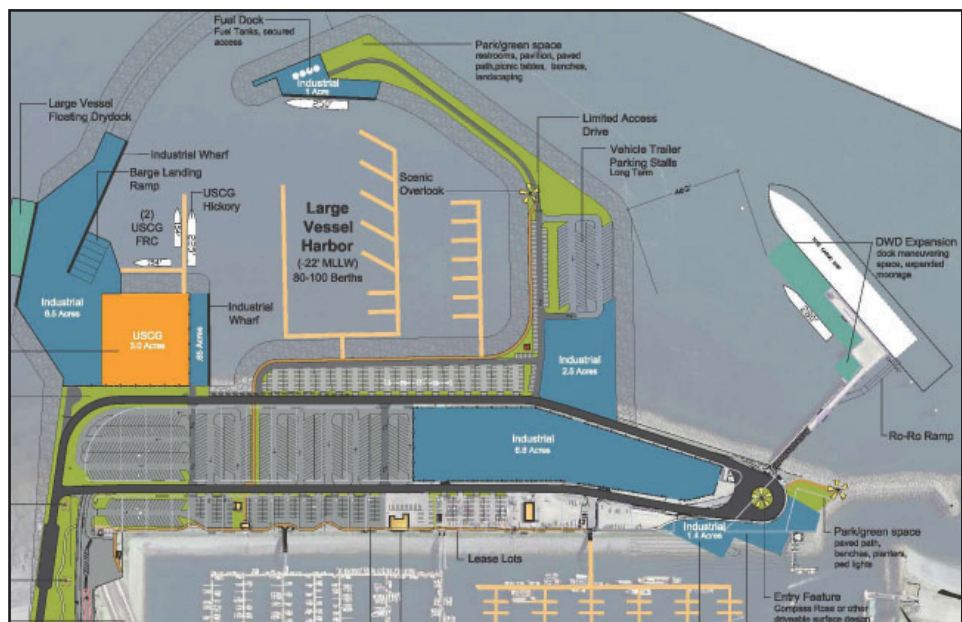 Fuel Dock
Fuel Tanks, secured
access
Park/green space
restrooms, pavilion, paved
path, picnic tables, benches,
landscaping
Industrial
1 Acre
250'
Large Vessel
Floating Drydock
Limited Access
Drive
Industrial Wharf
Vehicle Trailer
Parking Stalls
Long Term
Barge Landing
Ramp
USCG
Hickory
Scenic
Overlook
(2)
USCG
FRC
Large
Vessel
Harbor
(-22' MLLW)
80-100 Berths
DWD Expansion
dock maneuvering
space, expanded
moorage
Industrial
6.5 Acres
USCG
3.0 Acres
.85 Acres
Industrial
Wharf
Industrial
2.5 Acres
Ro-Ro Ramp
Industrial
6.8 Acres
Industrial
1.4 Acres
Park/green space
paved path,
benches, planters,
ped lights
Lease Lots
Entry Feature
Compass Rose or other
driveable surface design